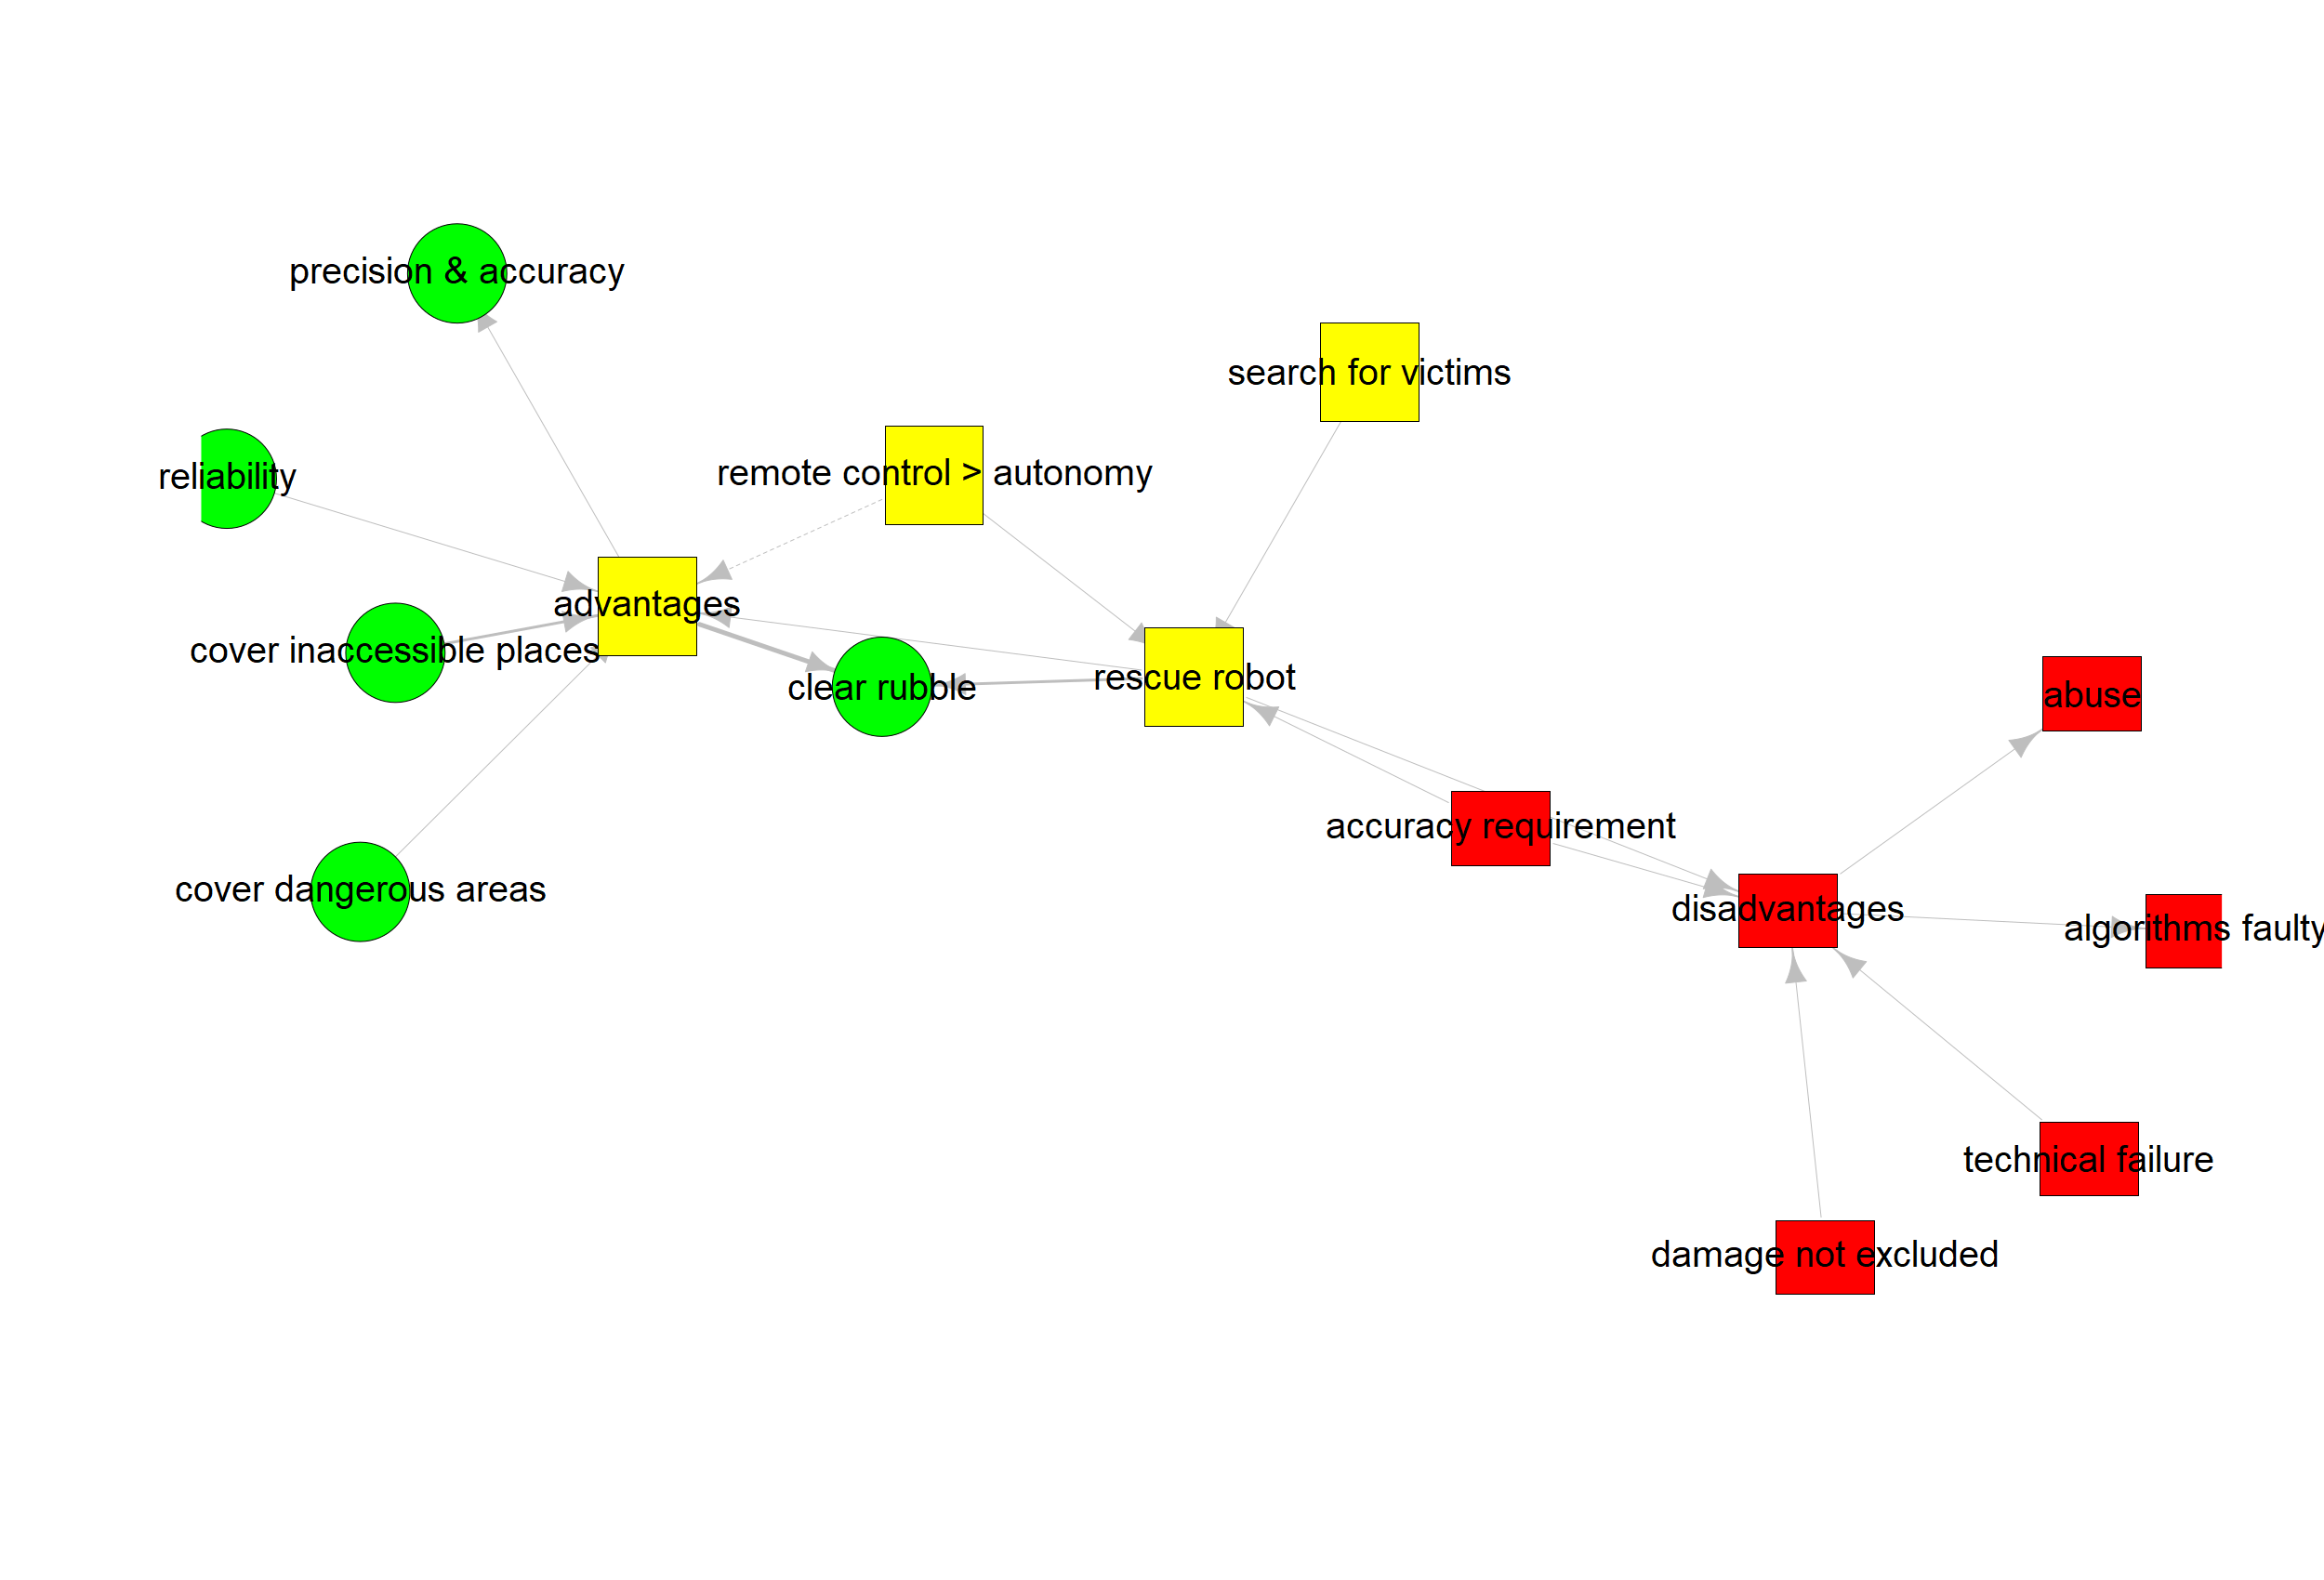 precision & accuracy
search for victims
reliability
remote control > autonomy
advantages
cover inaccessible places
clear rubble
rescue robot
abuse
accuracy requirement
cover dangerous areas
disadvantages
algorithms faulty
technical failure
damage not excluded